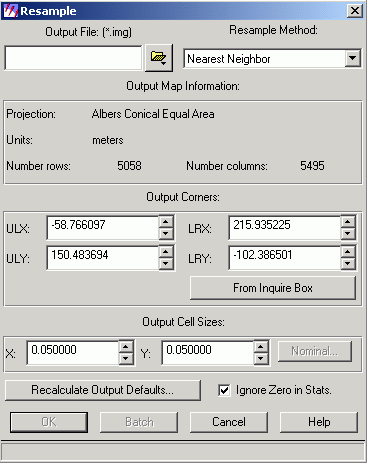 Resample
Output File: (*.img)
Resample Method:
Nearest Neighbor
Output Map Information:
Projection: Albers Conical Equal Area
Units: meters
Number rows: 5058 Number columns: 5495
Output Corners:
ULX: -58.766097 LRX: 215.935225
ULY: 150.483694 LRY: -102.386501
From Inquire Box
Output Cell Sizes:
X: 0.050000 Y: 0.050000 Nominal...
Recalculate Output Defaults... Ignore Zero in Stats.
OK Batch Cancel Help